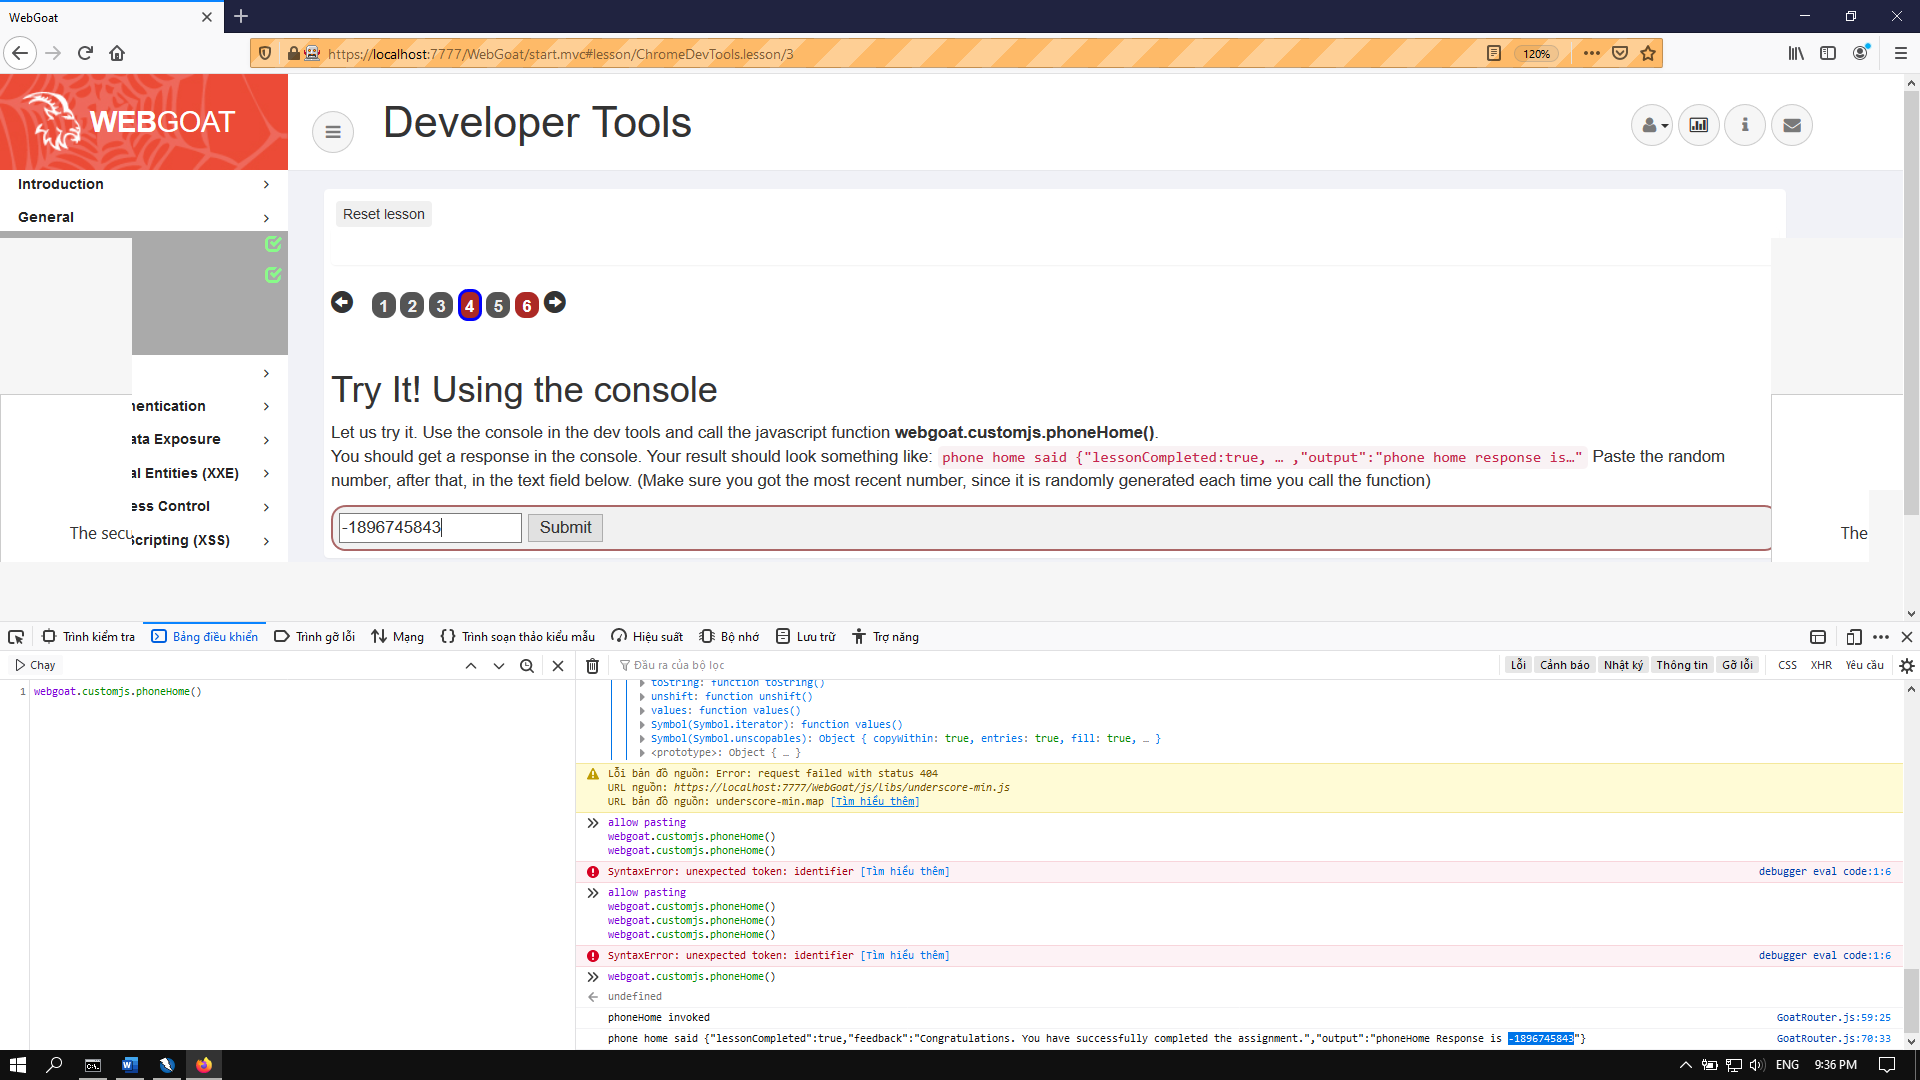 WebGoat
https://localhost:7777/WebGoat/start.mvc#lesson/ChromeDevTools.lesson/3
120%
WEBGOAT
Developer Tools
Introduction
General
Reset lesson
1 2 3 4 5 6
Try It! Using the console
Let us try it. Use the console in the dev tools and call the javascript function webgoat.customjs.phoneHome().
You should get a response in the console. Your result should look something like: phone home said {"lessonCompleted:true, … ,"output":"phone home response is…" Paste the random
number, after that, in the text field below. (Make sure you got the most recent number, since it is randomly generated each time you call the function)
-1896745843
Submit
entication
ata Exposure
al Entities (XXE)
ess Control
The secu
Scripting (XSS)
The
Trình kiểm tra
Bảng điều khiển
Trình gỡ lỗi
Mạng
Trình soạn thảo kiểu mẫu
Hiệu suất
Bộ nhớ
Lưu trữ
Trợ năng
Chạy
Đầu ra của bộ lọc
Lỗi
Cảnh báo
Nhật ký
Thông tin
Gỡ lỗi
CSS
XHR
Yêu cầu
1 webgoat.customjs.phoneHome()
toString: function toString()
unshift: function unshift()
values: function values()
Symbol(Symbol.iterator): function values()
Symbol(Symbol.unscopables): Object { copyWithin: true, entries: true, fill: true, … }
<prototype>: Object { … }
Lỗi bản đồ nguồn: Error: request failed with status 404
URL nguồn: https://localhost:7777/WebGoat/js/libs/underscore-min.js
URL bản đồ nguồn: underscore-min.map [Tìm hiểu thêm]
allow pasting
webgoat.customjs.phoneHome()
webgoat.customjs.phoneHome()
SyntaxError: unexpected token: identifier [Tìm hiểu thêm] debugger eval code:1:6
allow pasting
webgoat.customjs.phoneHome()
webgoat.customjs.phoneHome()
webgoat.customjs.phoneHome()
SyntaxError: unexpected token: identifier [Tìm hiểu thêm] debugger eval code:1:6
webgoat.customjs.phoneHome()
undefined
phoneHome invoked GoatRouter.js:59:25
phone home said {"lessonCompleted":true,"feedback":"Congratulations. You have successfully completed the assignment.","output":"phoneHome Response is -1896745843"} GoatRouter.js:70:33
ENG
9:36 PM